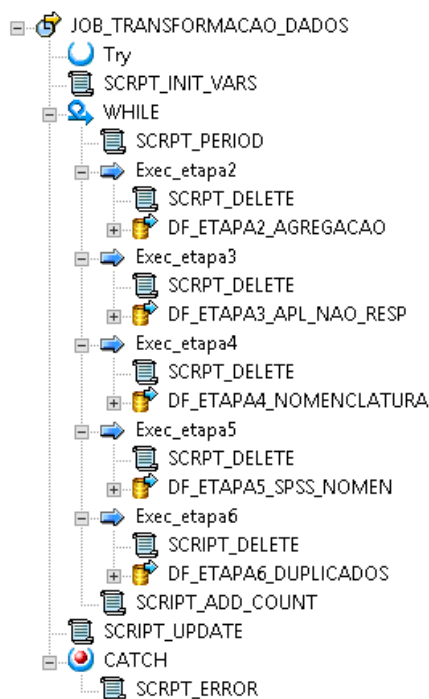 JOB_TRANSFORMACAO_DADOS
Try
SCRPT_INIT_VARS
WHILE
SCRPT_PERIOD
Exec_etapa2
SCRPT_DELETE
DF_ETAPA2_AGREGACAO
Exec_etapa3
SCRPT_DELETE
DF_ETAPA3_APL_NAO_RESP
Exec_etapa4
SCRPT_DELETE
DF_ETAPA4_NOMENCLATURA
Exec_etapa5
SCRPT_DELETE
DF_ETAPA5_SPSS_NOMEN
Exec_etapa6
SCRIPT_DELETE
DF_ETAPA6_DUPLICADOS
SCRIPT_ADD_COUNT
SCRIPT_UPDATE
CATCH
SCRPT_ERROR